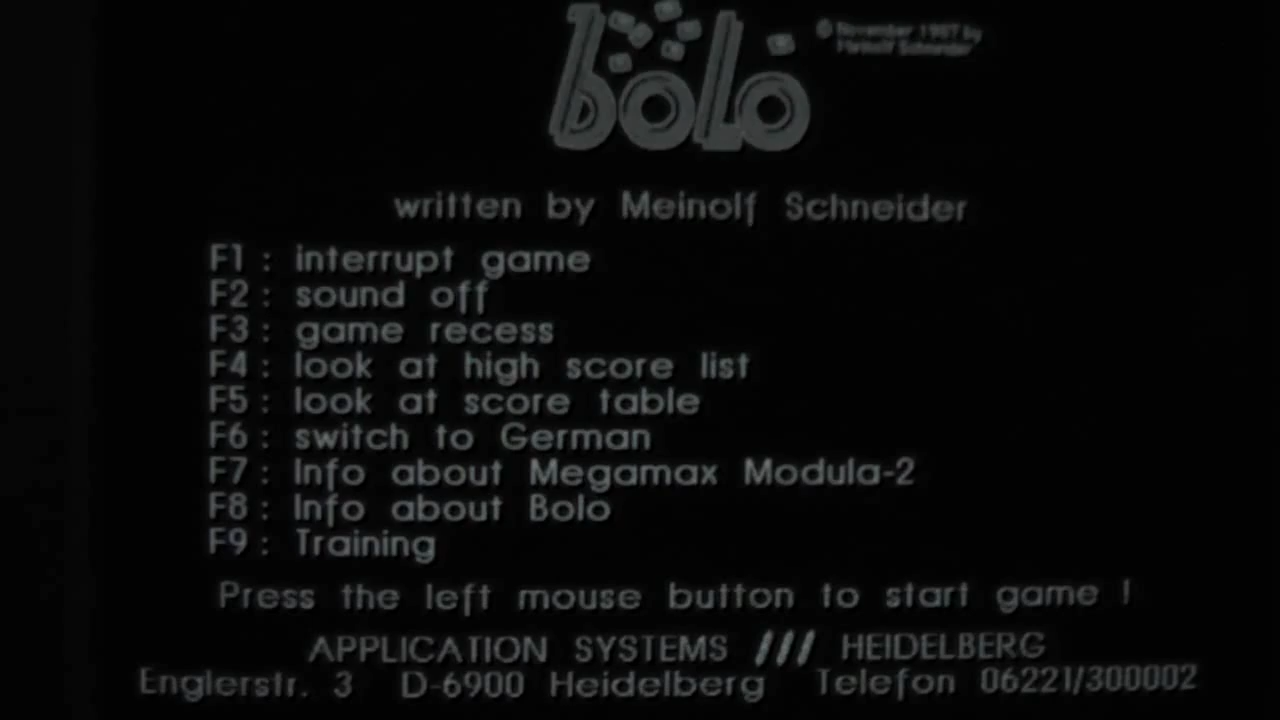 bolo
© November 1987 by
Meinolf Schneider
written by Meinolf Schneider
F1 : interrupt game
F2 : sound off
F3 : game recess
F4 : look at high score list
F5 : look at score table
F6 : switch to German
F7 : Info about Megamax Modula-2
F8 : Info about Bolo
F9 : Training
Press the left mouse button to start game !
APPLICATION SYSTEMS /// HEIDELBERG
Englerstr. 3 D-6900 Heidelberg Telefon 06221/300002